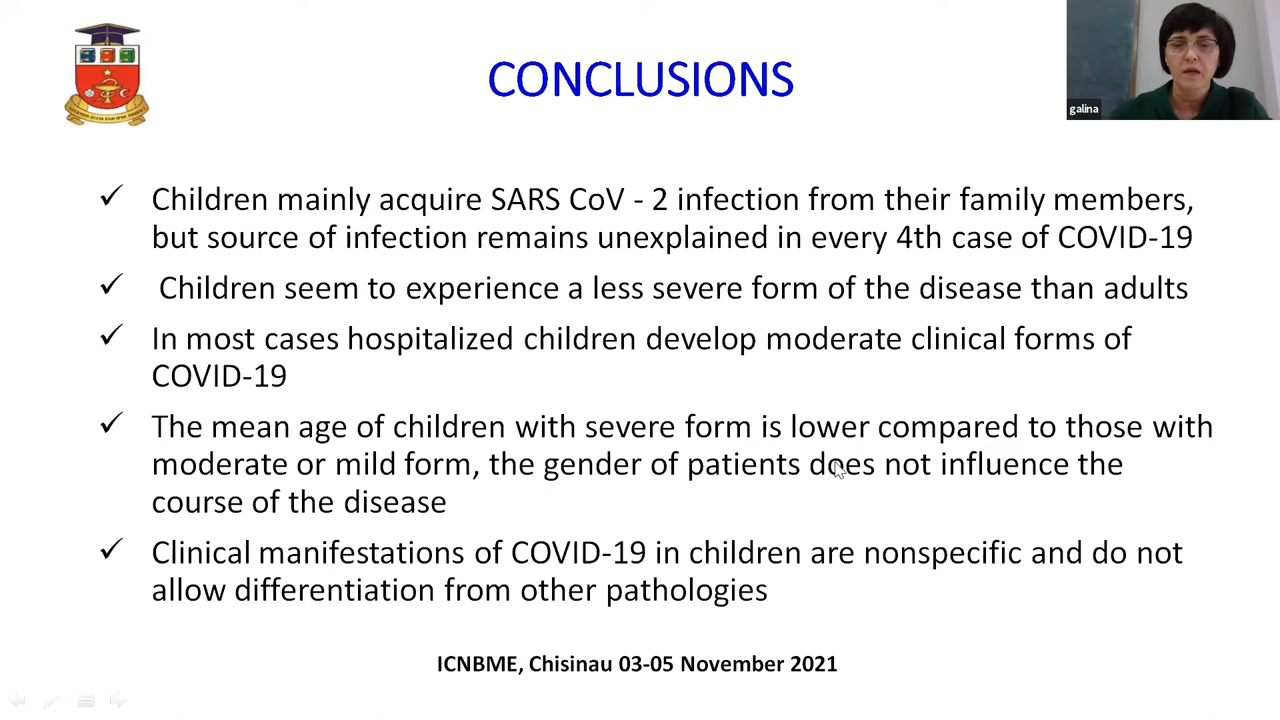 CONCLUSIONS
galina
✓ Children mainly acquire SARS CoV - 2 infection from their family members,
but source of infection remains unexplained in every 4th case of COVID-19
✓ Children seem to experience a less severe form of the disease than adults
✓ In most cases hospitalized children develop moderate clinical forms of
COVID-19
✓ The mean age of children with severe form is lower compared to those with
moderate or mild form, the gender of patients does not influence the
course of the disease
✓ Clinical manifestations of COVID-19 in children are nonspecific and do not
allow differentiation from other pathologies
ICNBME, Chisinau 03-05 November 2021